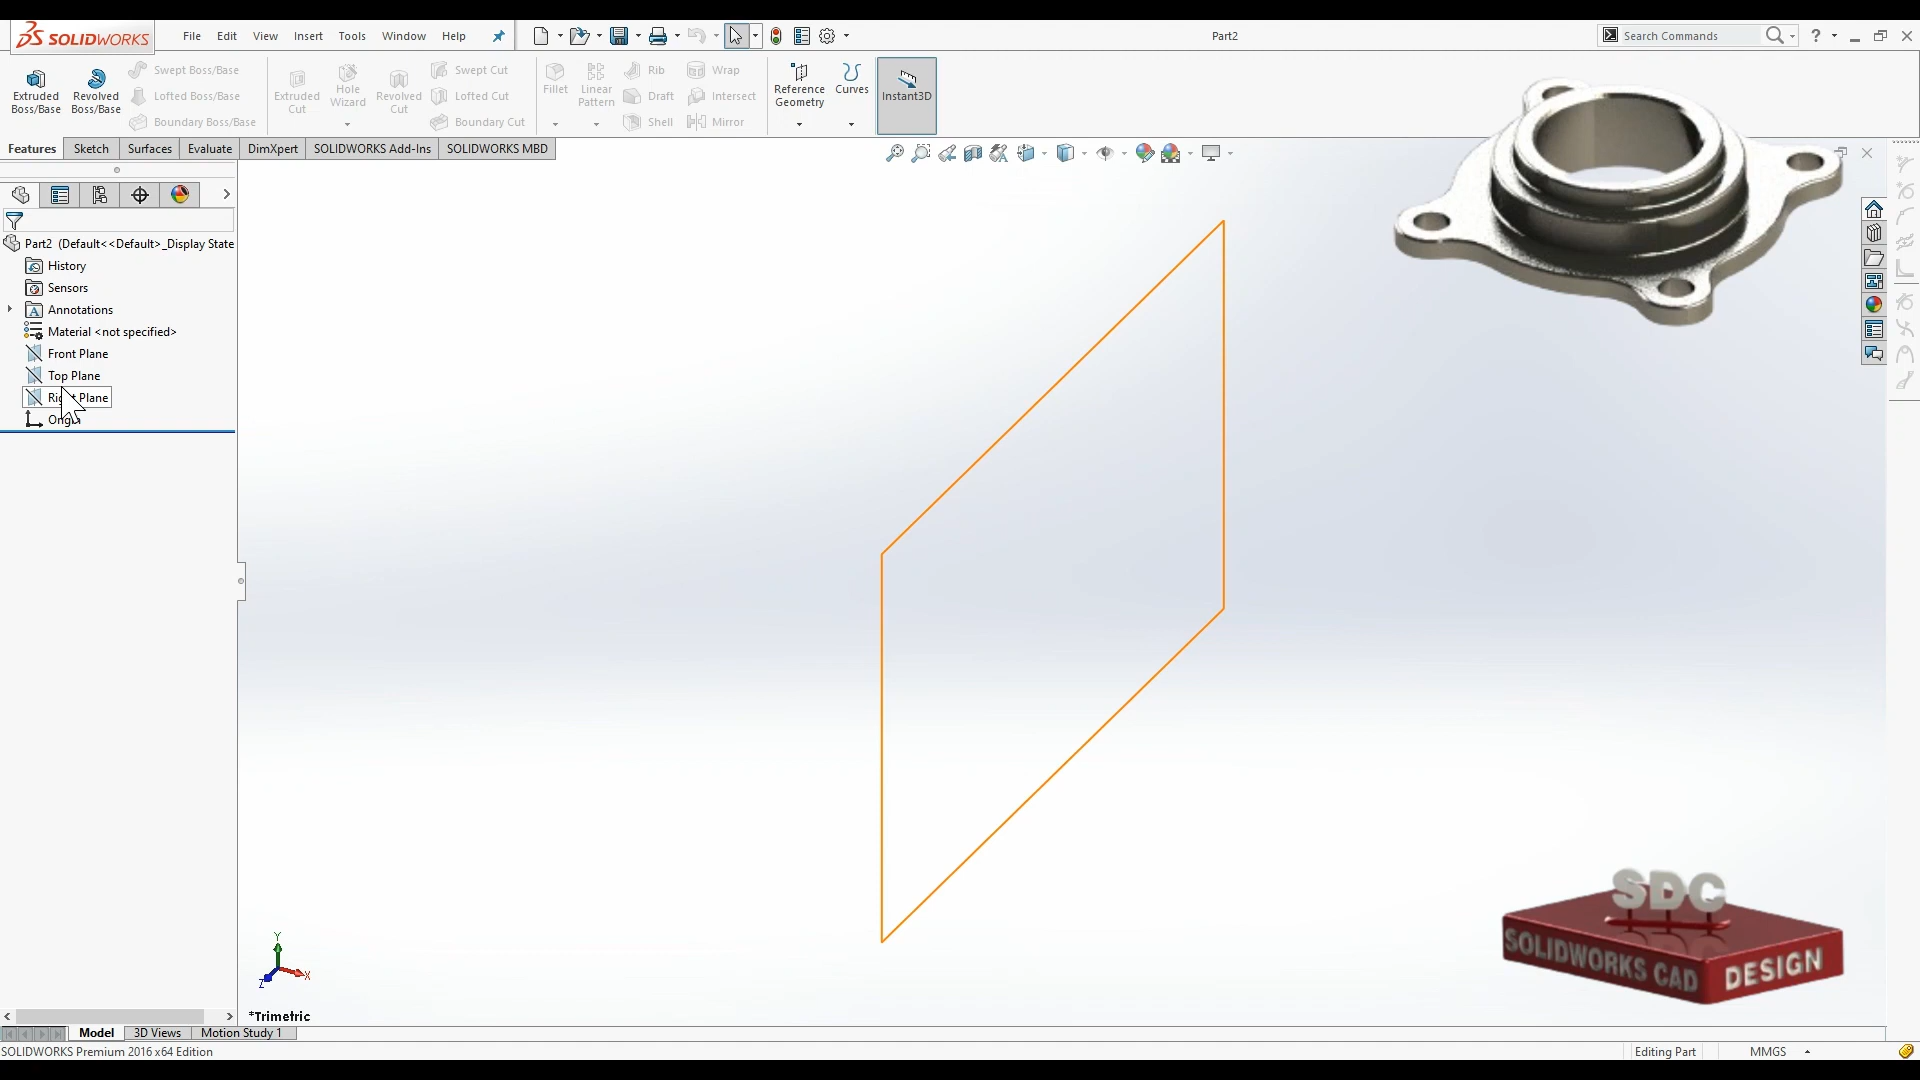 SOLIDWORKS File Edit View Insert Tools Window Help Part2 Search Commands ?
Extruded Boss/Base
Revolved Boss/Base
Swept Boss/Base
Lofted Boss/Base
Boundary Boss/Base
Extruded Cut
Hole Wizard
Revolved Cut
Swept Cut
Lofted Cut
Boundary Cut
Fillet
Linear Pattern
Rib
Draft
Shell
Wrap
Intersect
Mirror
Reference Geometry
Curves
Instant3D
Features Sketch Surfaces Evaluate DimXpert SOLIDWORKS Add-Ins SOLIDWORKS MBD
Part2 (Default<<Default>_Display State
History
Sensors
Annotations
Material <not specified>
Front Plane
Top Plane
Right Plane
Origin
Y
X
Z
*Trimetric
SDC
SOLIDWORKS CAD DESIGN
Model 3D Views Motion Study 1
SOLIDWORKS Premium 2016 x64 Edition Editing Part MMGS